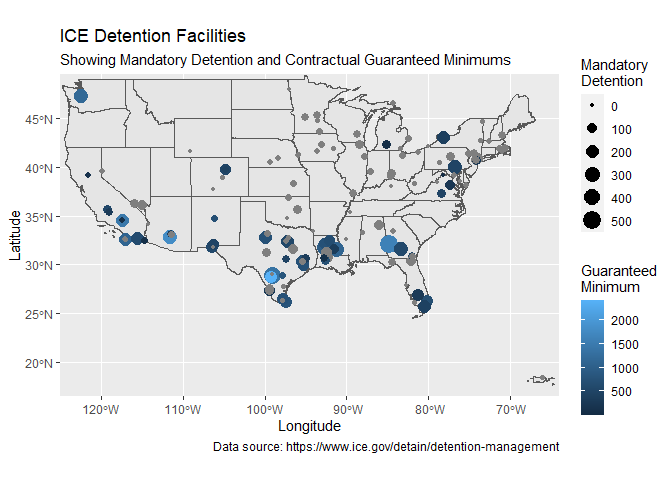 ICE Detention Facilities
Showing Mandatory Detention and Contractual Guaranteed Minimums
Mandatory
Detention
0
100
200
300
400
500
Guaranteed
Minimum
2000
1500
1000
500
45°N
40°N
35°N
30°N
25°N
20°N
Latitude
120°W
110°W
100°W
90°W
80°W
70°W
Longitude
Data source: https://www.ice.gov/detain/detention-management